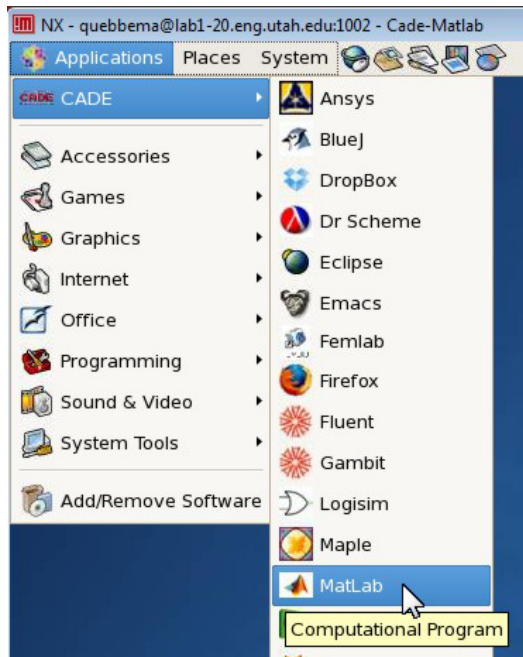 NX - quebbema@lab1-20.eng.utah.edu:1002 - Cade-Matlab
Applications Places System
CADE CADE
Accessories
Games
Graphics
Internet
Office
Programming
Sound & Video
System Tools
Add/Remove Software
Ansys
BlueJ
DropBox
Dr Scheme
Eclipse
Emacs
Femlab
Firefox
Fluent
Gambit
Logisim
Maple
MatLab
Computational Program